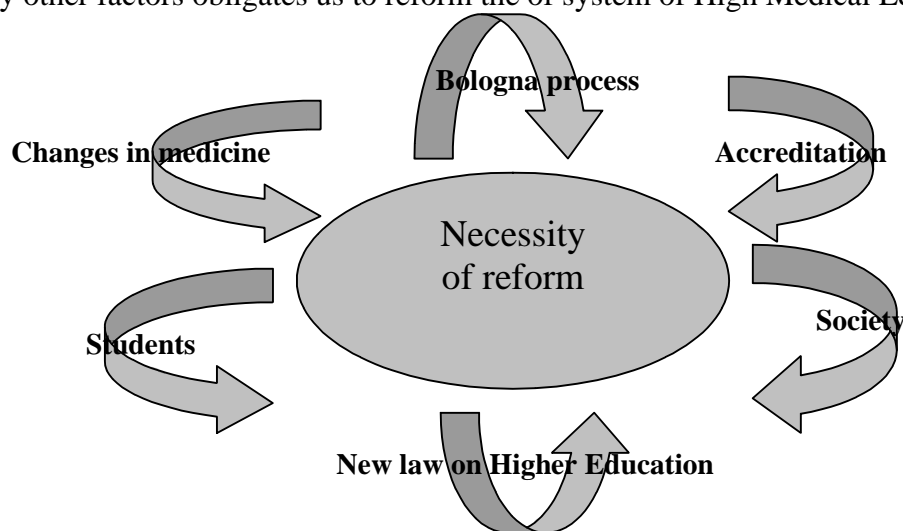 y other factors obligates us to reform the of system of High Medical
Bologna process
Changes in medicine
Accreditation
Necessity
of reform
Society
Students
New law on Higher Education